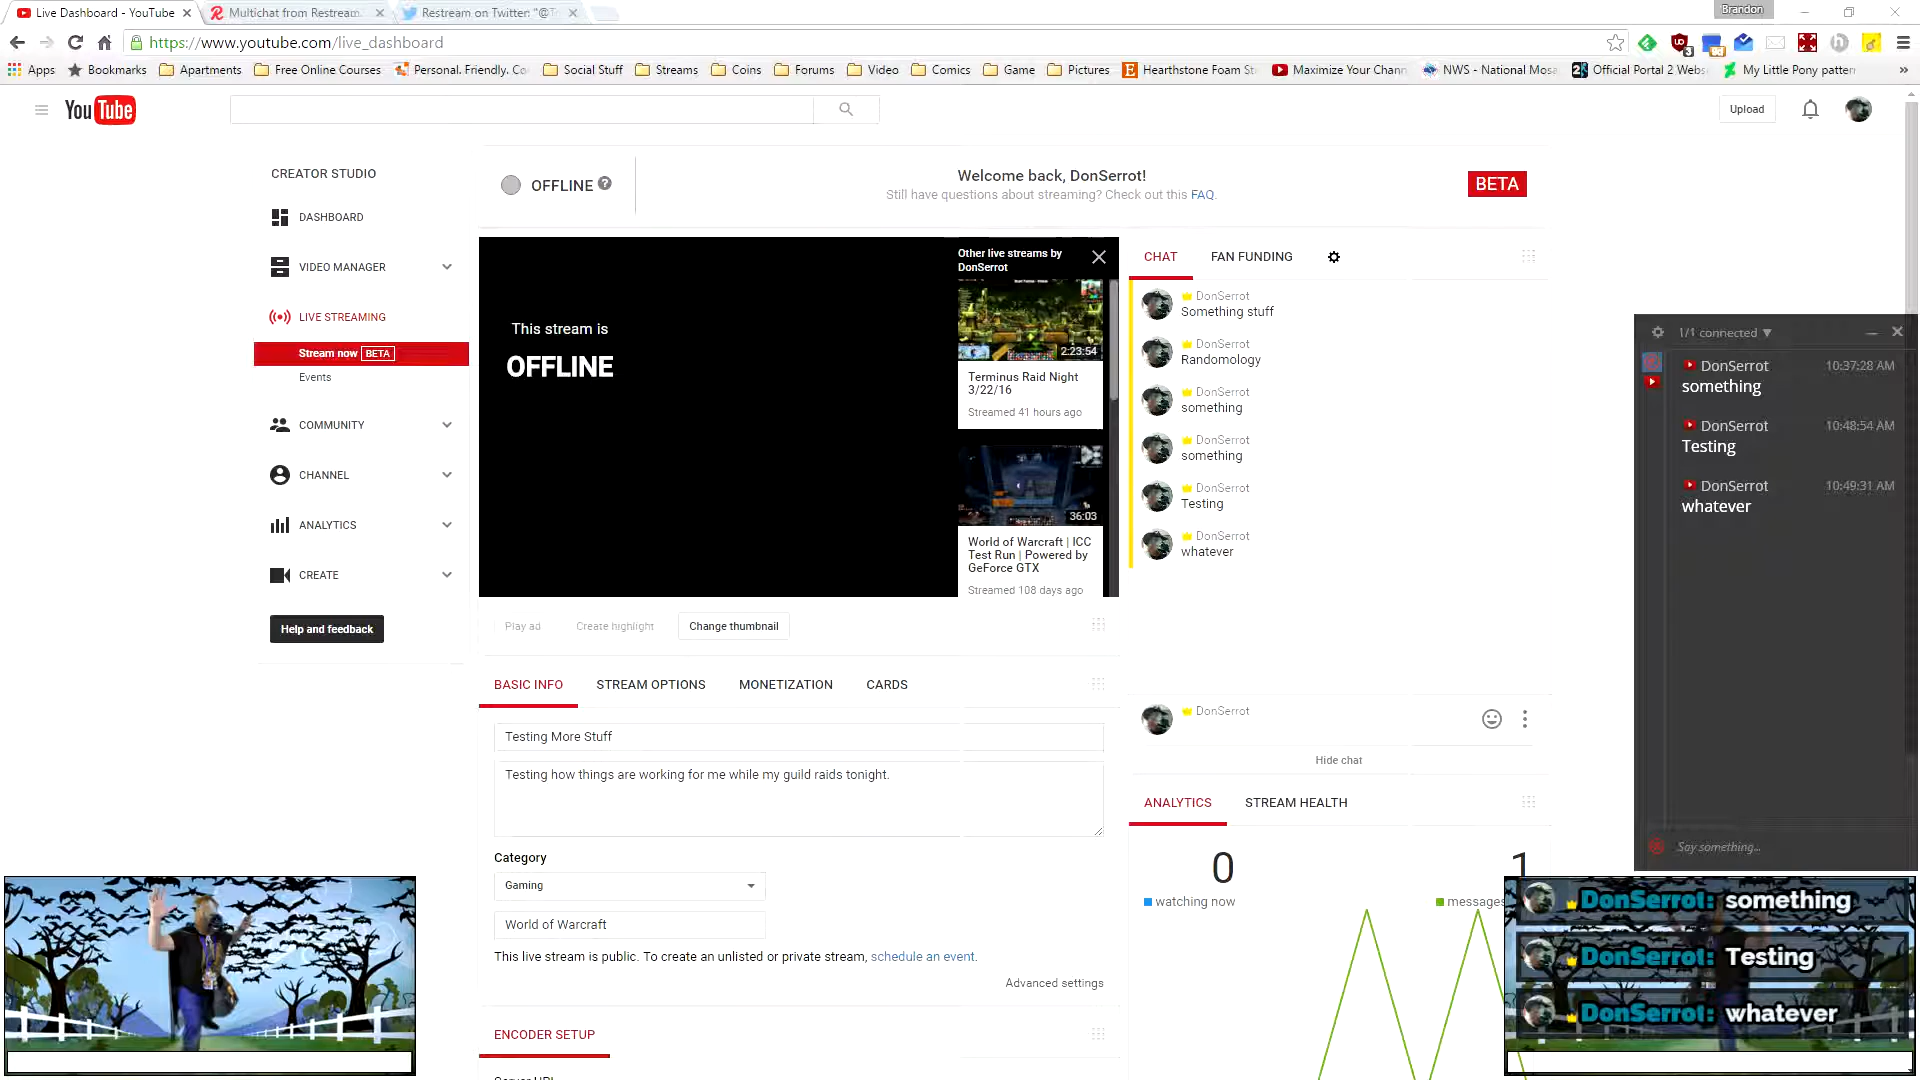 Live Dashboard - YouTube
Multichat from Restream.
Restream on Twitter: "@T
Brandon
https://www.youtube.com/live_dashboard
Apps
Bookmarks
Apartments
Free Online Courses
Personal. Friendly. Co
Social Stuff
Streams
Coins
Forums
Video
Comics
Game
Pictures
Hearthstone Foam St
Maximize Your Chann
NWS - National Mosa
Official Portal 2 Webs
My Little Pony pattern
»
YouTube
Upload
CREATOR STUDIO
DASHBOARD
VIDEO MANAGER
LIVE STREAMING
Stream now BETA
Events
COMMUNITY
CHANNEL
ANALYTICS
CREATE
Help and feedback
OFFLINE ?
Welcome back, DonSerrot!
Still have questions about streaming? Check out this FAQ.
BETA
This stream is
OFFLINE
Other live streams by
DonSerrot
2:23:54
Terminus Raid Night
3/22/16
Streamed 41 hours ago
36:03
World of Warcraft | ICC
Test Run | Powered by
GeForce GTX
Streamed 108 days ago
Play ad
Create highlight
Change thumbnail
BASIC INFO
STREAM OPTIONS
MONETIZATION
CARDS
Testing More Stuff
Testing how things are working for me while my guild raids tonight.
Category
Gaming
World of Warcraft
This live stream is public. To create an unlisted or private stream, schedule an event.
Advanced settings
ENCODER SETUP
CHAT
FAN FUNDING
DonSerrot
Something stuff
DonSerrot
Randomology
DonSerrot
something
DonSerrot
something
DonSerrot
Testing
DonSerrot
whatever
DonSerrot
Hide chat
ANALYTICS
STREAM HEALTH
0
watching now
1
messages
1/1 connected
DonSerrot 10:37:28 AM
something
DonSerrot 10:48:54 AM
Testing
DonSerrot 10:49:31 AM
whatever
Say something...
DonSerrot: something
DonSerrot: Testing
DonSerrot: whatever